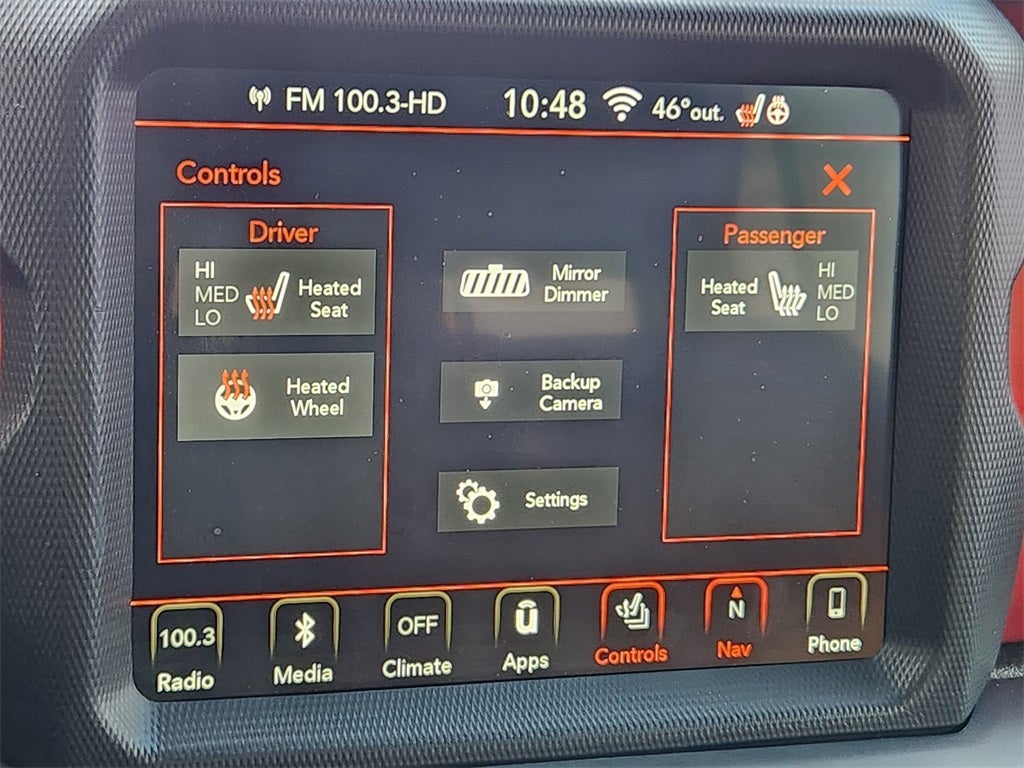 FM 100.3-HD 10:48 46° out.
Controls
Driver
HI
MED
LO
Heated
Seat
Heated
Wheel
Mirror
Dimmer
Backup
Camera
Settings
Passenger
Heated
Seat
HI
MED
LO
100.3
Radio
Media
OFF
Climate
Apps
Controls
N
Nav
Phone